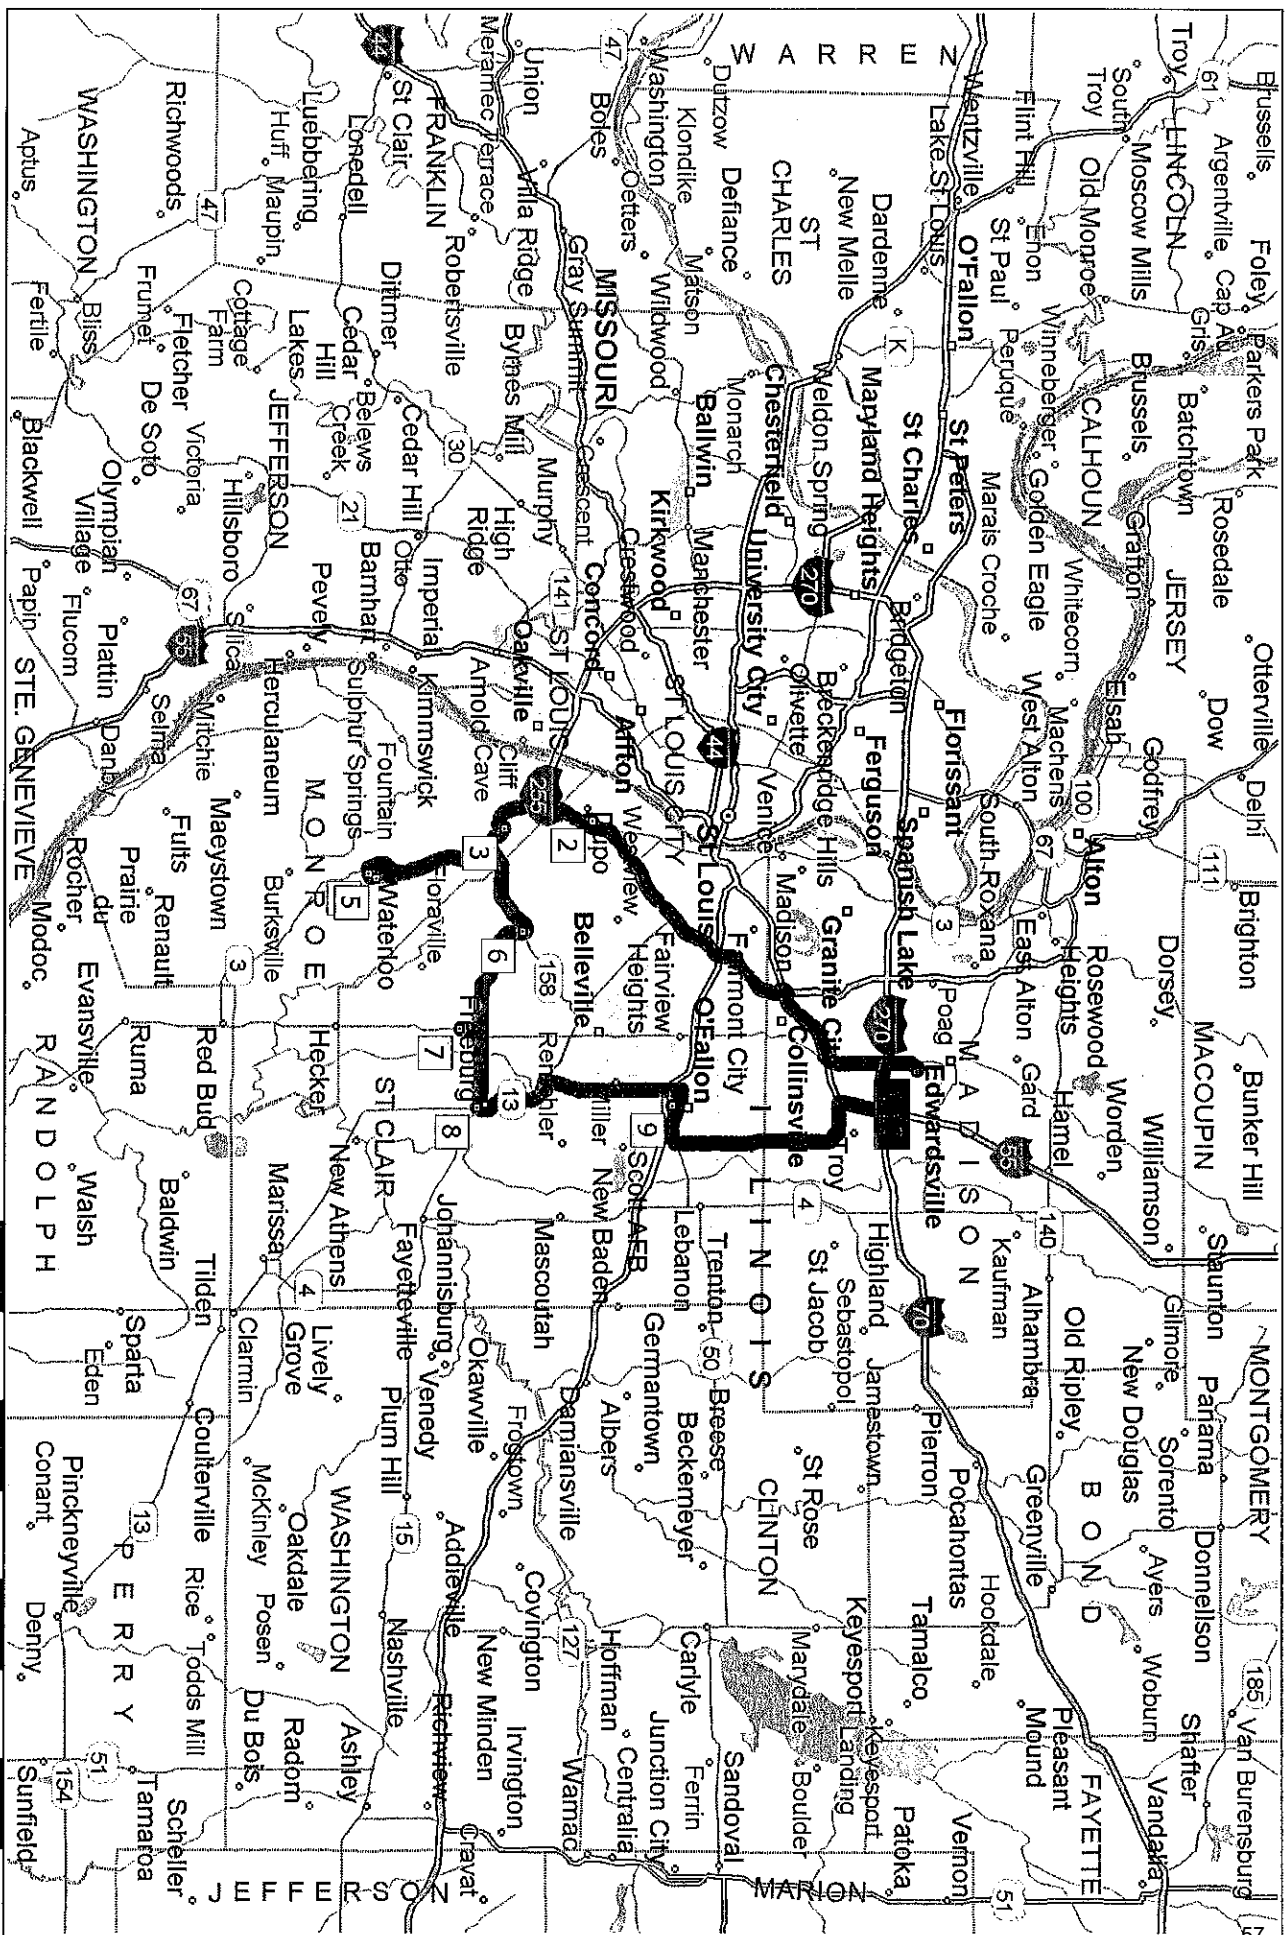 Brussells
Foley
Parkers Park
Otterville
Delhi
Brighton
Bunker Hill
Staunton
MONTGOMERY
185
Van Burensburg
57
61
Argentville
Cap Au
Gris
Batchtown
Rosedale
Dow
111
MACOUPIN
Gilmore
Panama
Donnellson
Shafter
Troy
LINCOLN
Brussels
JERSEY
Godfrey
Dorsey
Williamson
Sorento
Ayers
Woburn
Vandalia
South
Troy
Moscow Mills
Grafton
Elsah
Worden
New Douglas
Old Monroe
CALHOUN
Whitecorn
100
Alton
Rosewood
Heights
Hamel
Old Ripley
BOND
FAYETTE
Flint Hill
Enon
Winneberger
Golden Eagle
Machens
67
East Alton
Gard
55
140
Alhambra
Greenville
Pleasant
Mound
Wentzville
St Paul
Peruque
Marais Croche
West Alton
South Roxana
3
MADISON
Kaufman
Hookdale
51
Lake St Louis
O'Fallon
St Peters
Florissant
Poag
Edwardsville
70
Pierron
Pocahontas
Tamalco
Vernon
WARREN
Dardenne
K
St Charles
Bridgeton
Spanish Lake
270
Highland
Jamestown
Keyesport
Keyesport
Landing
Patoka
New Melle
Maryland Heights
Ferguson
Granite City
Troy
Sebastopol
St Jacob
ST
CHARLES
Weldon Spring
270
Breckenridge Hills
Olivette
Madison
Collinsville
4
St Rose
Marydale
Boulder
MARION
Dutzow
Defiance
Chesterfield
Monarch
University City
Venice
ILLINOIS
CLINTON
Klondike
Matson
Ballwin
Manchester
44
St Louis
Fairmont City
O'Fallon
Trenton
50
Breese
Beckemeyer
Carlyle
Sandoval
Ferrin
47
Washington
Wildwood
Kirkwood
ST LOUIS CITY
Fairview
Heights
9
Scott AFB
Lebanon
Germantown
Junction City
Boles
Oetters
MISSOURI
Crescent
Crestwood
Concord
Affton
Westview
Dupo
Belleville
Miller
New Baden
Albers
Hoffman
Centralia
Gray Summit
141
ST LOUIS
2
127
Wamac
Union
Villa Ridge
Byrnes Mill
Murphy
Oakville
255
158
Rentchler
Mascoutah
Damiansville
Covington
Irvington
Meramec Terrace
High
Ridge
Cliff
Cave
3
6
13
Frogtown
New Minden
Cravat
Robertsville
30
Arnold
Freeburg
8
Okawville
Addieville
Richview
FRANKLIN
Cedar Hill
Imperial
Kimmswick
Floraville
7
Johannisburg
Venedy
44
St Clair
Dittmer
Belews
Creek
Otto
Barnhart
Fountain
Waterloo
ST CLAIR
Fayetteville
Plum Hill
15
Nashville
Lonedell
Cedar
Hill
Lakes
21
Pevely
Sulphur Springs
5
MONROE
Hecker
New Athens
4
Lively
Grove
WASHINGTON
Ashley
Luebbering
Huff
Maupin
JEFFERSON
Herculaneum
Burksville
Marissa
Oakdale
Posen
Radom
Cottage
Farm
Hillsboro
Silica
3
Clarmin
McKinley
Du Bois
JEFFERSON
47
Mitchie
Maeystown
Red Bud
Tilden
Coulterville
Rice
Todds Mill
Richwoods
Fletcher
Victoria
67
55
Selma
Fults
Renault
Baldwin
Scheller
Frumet
De Soto
Plattin
Prairie
du
Rocher
Ruma
Sparta
13
PERRY
Tamaroa
WASHINGTON
Bliss
Olympian
Village
Flucom
Danby
Evansville
Walsh
Eden
Pinckneyville
51
Aptus
Fertile
Blackwell
Papin
STE. GENEVIEVE
Modoc
RANDOLPH
Conant
Denny
154
Sunfield